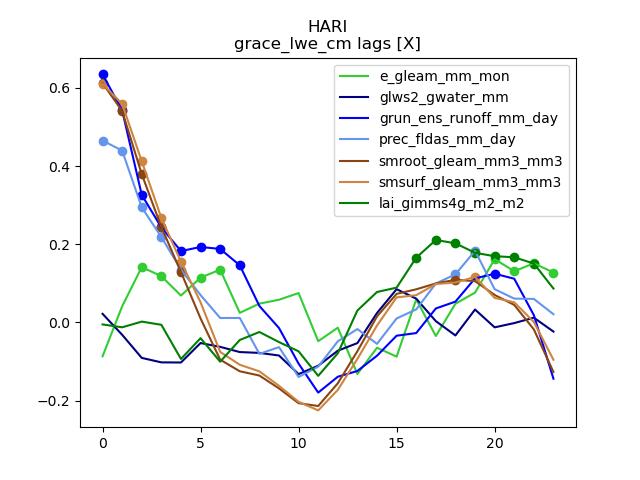 HARI
grace_lwe_cm lags [X]
e_gleam_mm_mon
glws2_gwater_mm
grun_ens_runoff_mm_day
prec_fldas_mm_day
smroot_gleam_mm3_mm3
smsurf_gleam_mm3_mm3
lai_gimms4g_m2_m2
0.6
0.4
0.2
0.0
−0.2
0 5 10 15 20